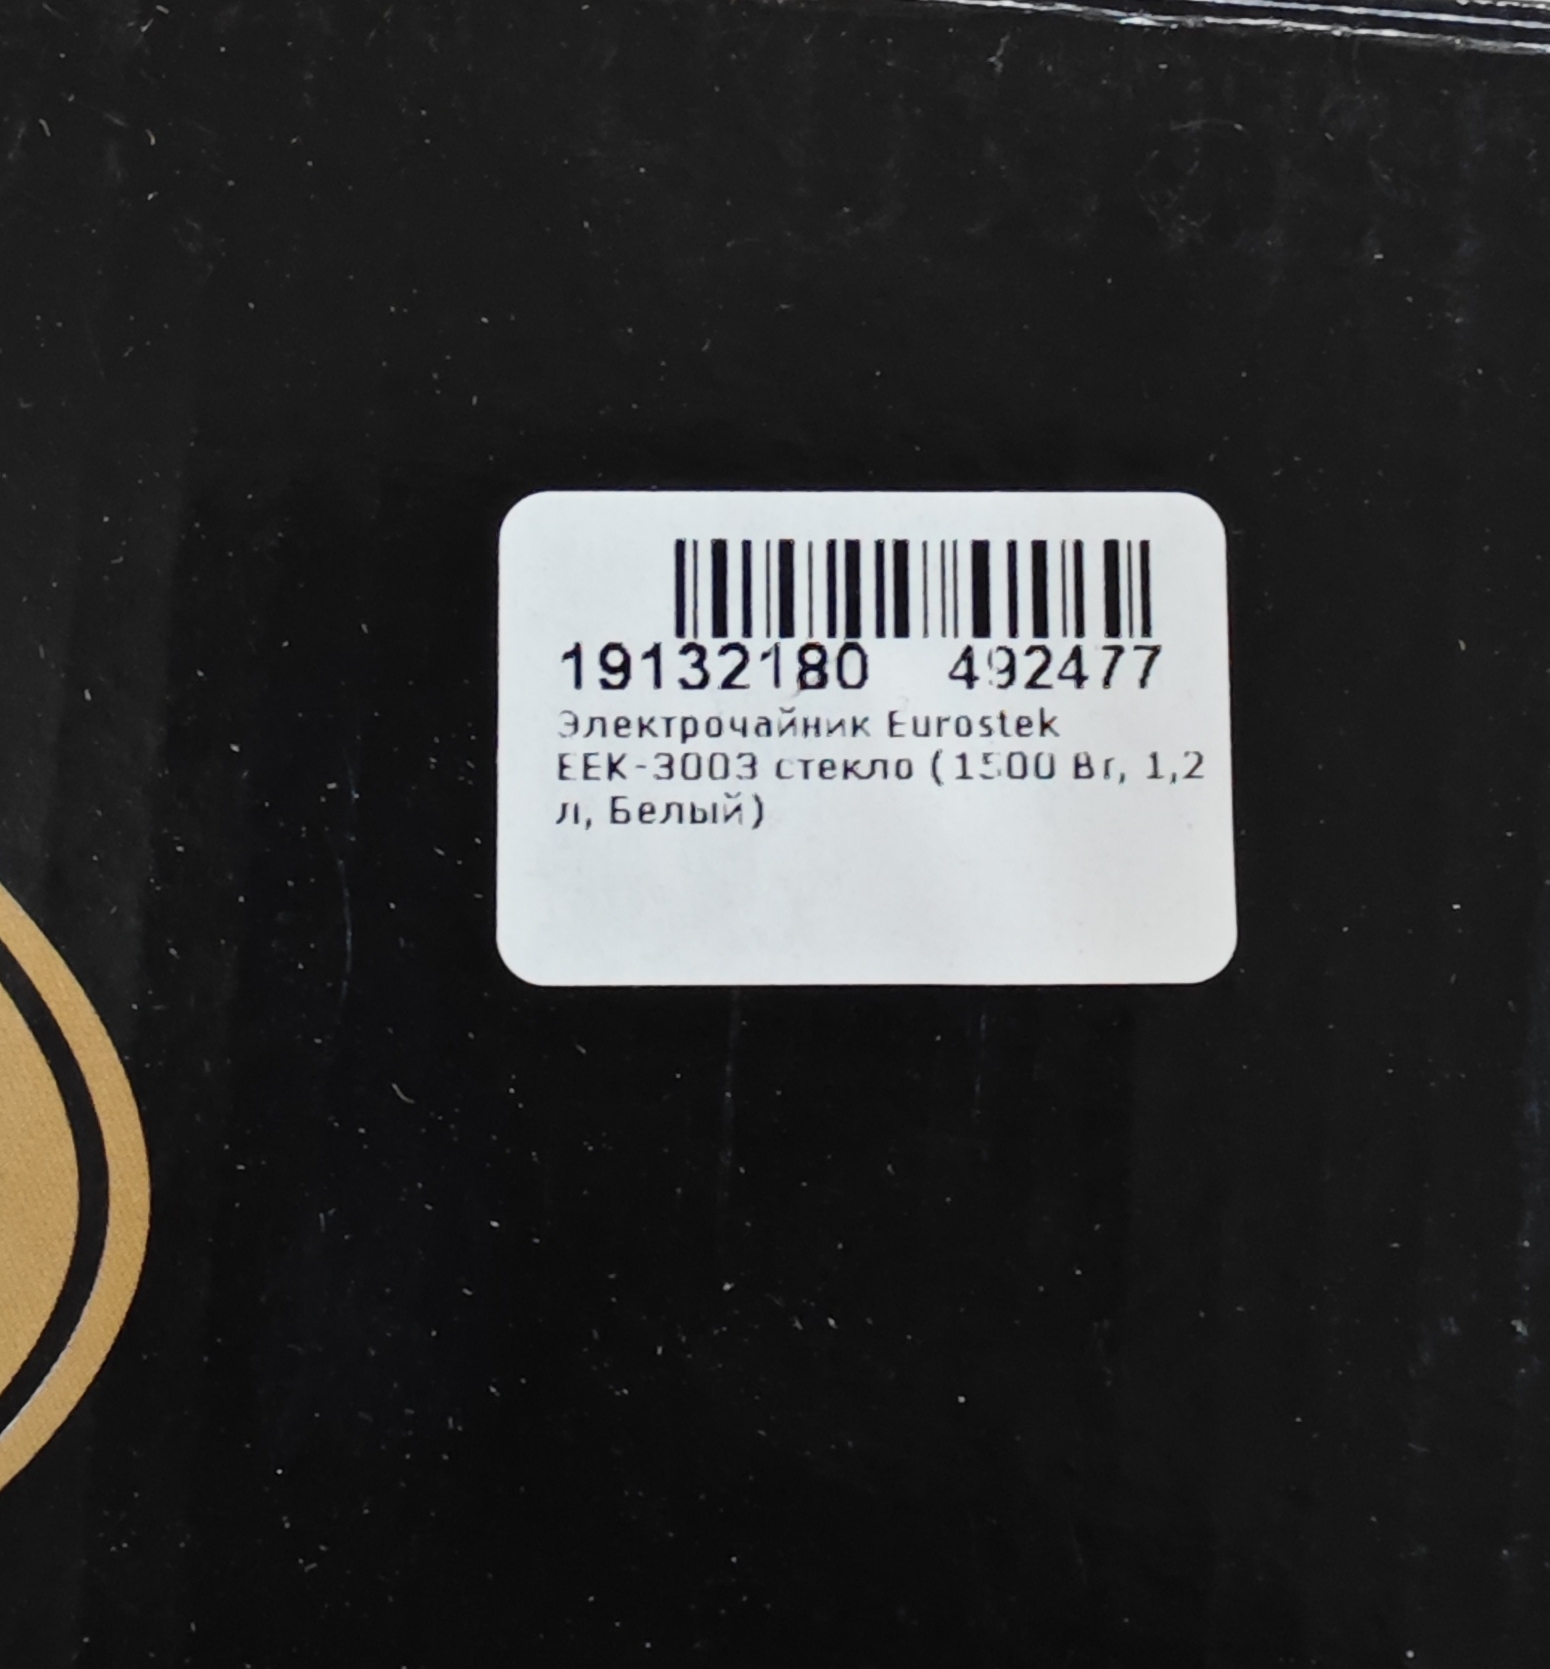 19132180 492477
Электрочайник Eurostek
EEK-3003 стекло (1500 Вт, 1,2
л, Белый)